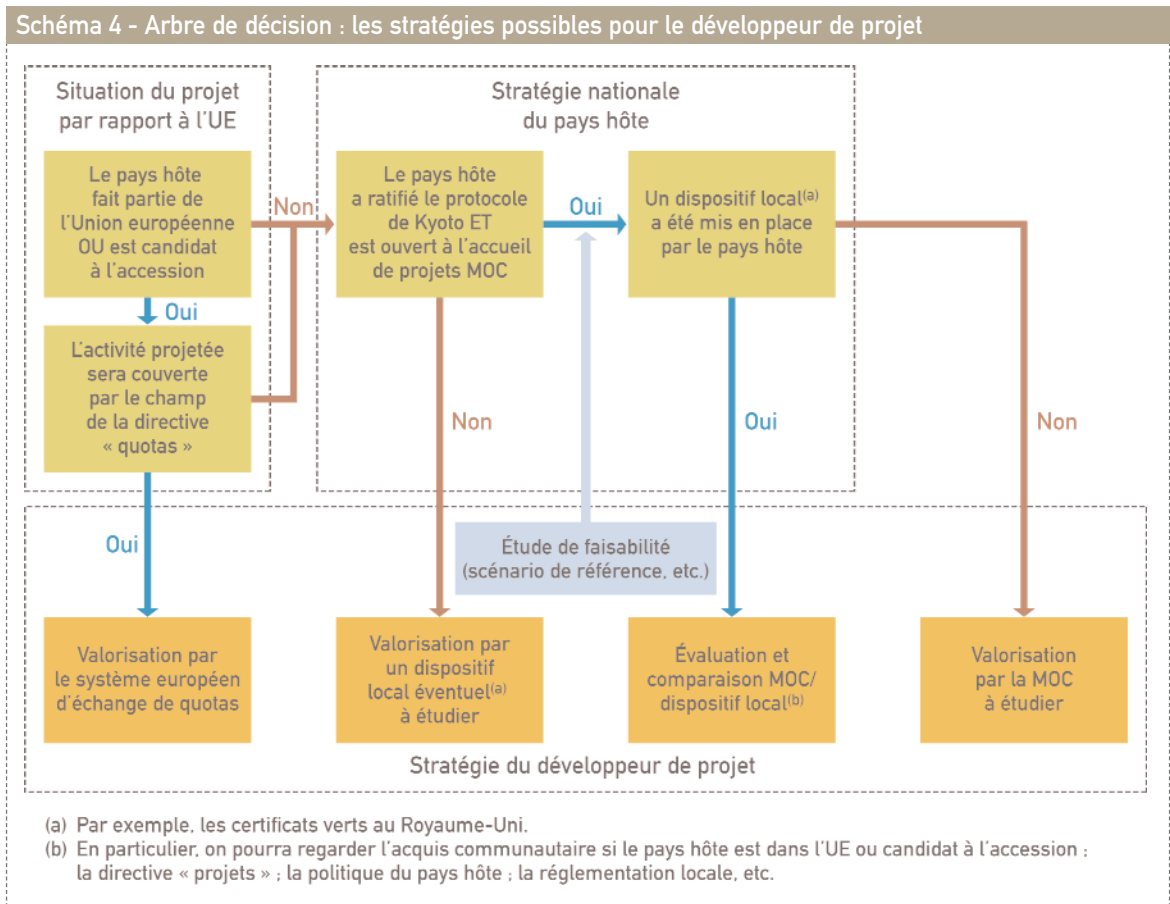 Schéma 4 - Arbre de décision : les stratégies possibles pour le développeur de projet
Situation du projet
par rapport à l'UE
Stratégie nationale
du pays hôte
Le pays hôte
fait partie de
l'Union européenne
OU est candidat
à l'accession
Non
Le pays hôte
a ratifié le protocole
de Kyoto ET
est ouvert à l'accueil
de projets MOC
Oui
Un dispositif local(a)
a été mis en place
par le pays hôte
Oui
L'activité projetée
sera couverte
par le champ
de la directive
« quotas »
Non
Oui
Non
Oui
Étude de faisabilité
(scénario de référence, etc.)
Valorisation par
le système européen
d'échange de quotas
Valorisation par
un dispositif
local éventuel(a)
à étudier
Évaluation et
comparaison MOC/
dispositif local(b)
Valorisation
par la MOC
à étudier
Stratégie du développeur de projet
(a) Par exemple, les certificats verts au Royaume-Uni.
(b) En particulier, on pourra regarder l'acquis communautaire si le pays hôte est dans l'UE ou candidat à l'accession ;
la directive « projets » ; la politique du pays hôte ; la réglementation locale, etc.